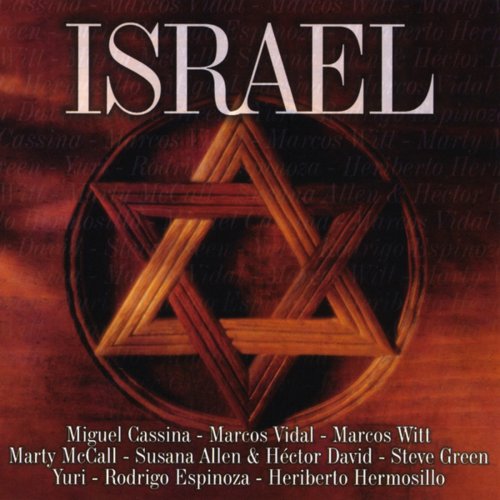 ISRAEL
Miguel Cassina - Marcos Vidal - Marcos Witt
Marty McCall - Susana Allen & Héctor David - Steve Green
Yuri - Rodrigo Espinoza - Heriberto Hermosillo